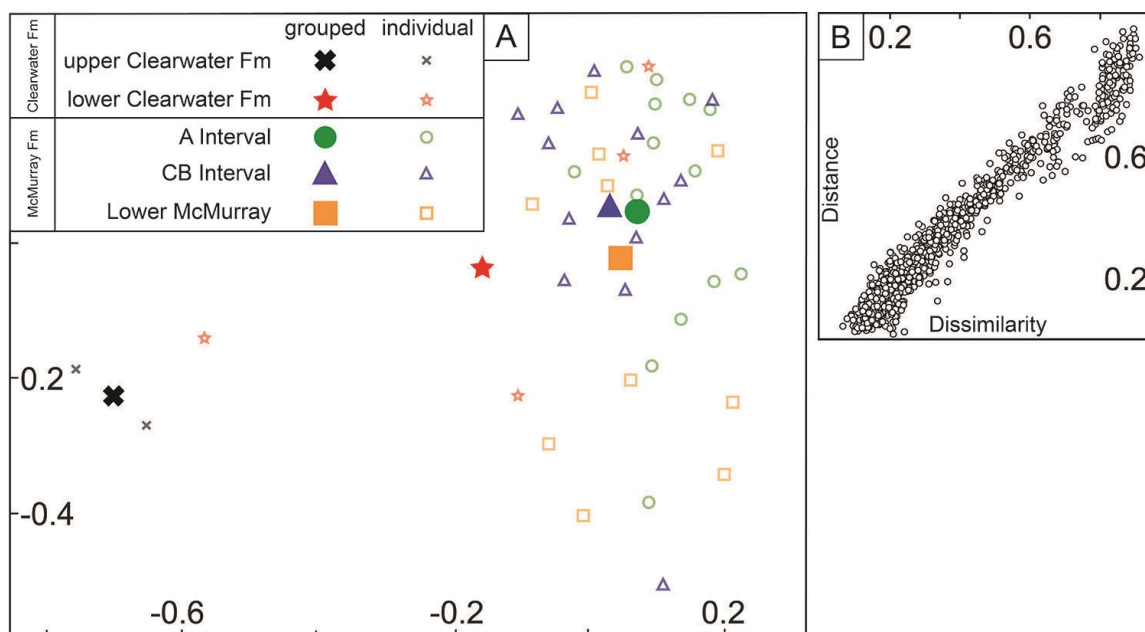 grouped individual
Clearwater Fm
upper Clearwater Fm
lower Clearwater Fm
McMurray Fm
A Interval
CB Interval
Lower McMurray
A
0.2
-0.4
-0.6 -0.2 0.2
B 0.2 0.6
Distance
0.6
0.2
Dissimilarity